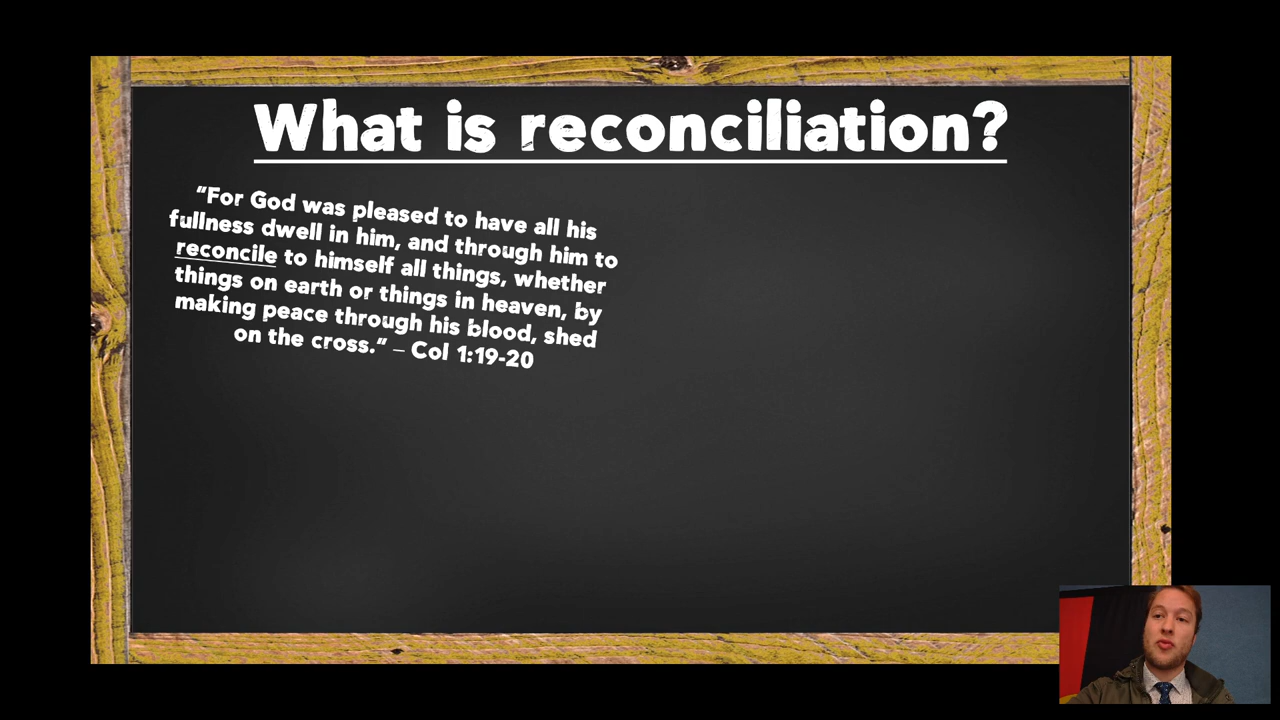 What is reconciliation?
"For God was pleased to have all his
fullness dwell in him, and through him to
reconcile to himself all things, whether
things on earth or things in heaven, by
making peace through his blood, shed
on the cross." – Col 1:19-20